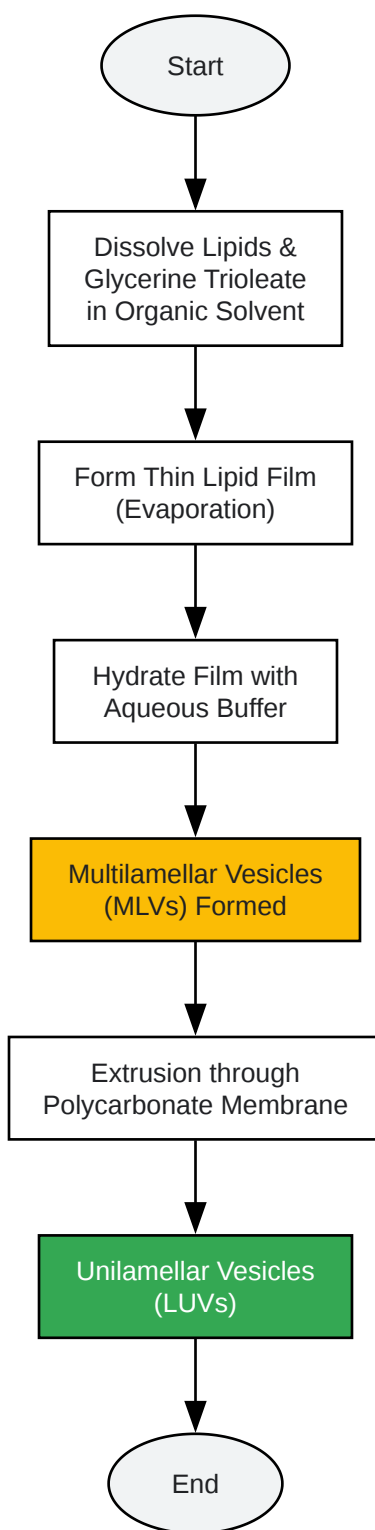 Start
Dissolve Lipids &
Glycerine Trioleate
in Organic Solvent
Form Thin Lipid Film
(Evaporation)
Hydrate Film with
Aqueous Buffer
Multilamellar Vesicles
(MLVs) Formed
Extrusion through
Polycarbonate Membrane
Unilamellar Vesicles
(LUVs)
End